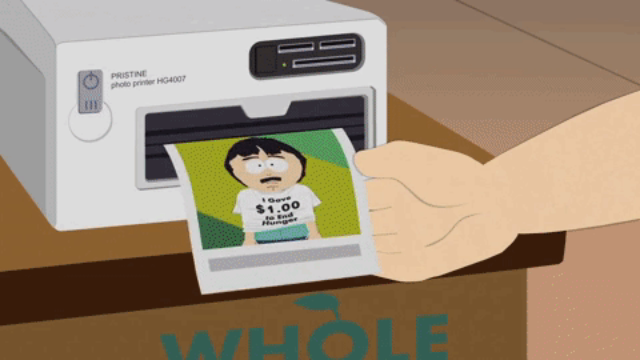 PRISTINE
photo printer HG4007
I Gave
$1.00
to End
Hunger
WHOLE